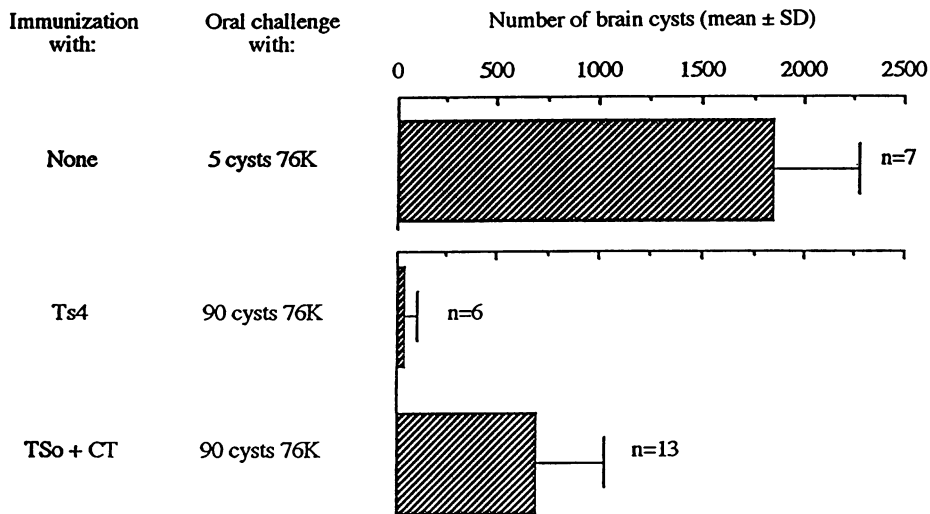 Immunization with:
Oral challenge with:
Number of brain cysts (mean ± SD)
0 500 1000 1500 2000 2500
None 5 cysts 76K n=7
Ts4 90 cysts 76K n=6
TSo + CT 90 cysts 76K n=13